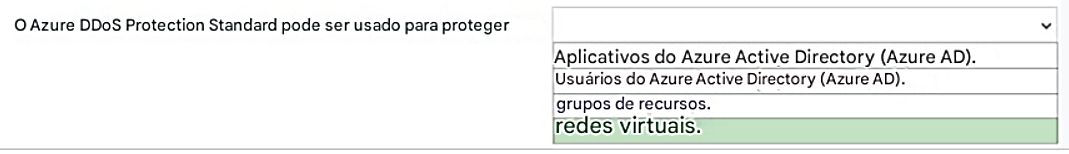 O Azure DDoS Protection Standard pode ser usado para proteger
Aplicativos do Azure Active Directory (Azure AD).
Usuários do Azure Active Directory (Azure AD).
grupos de recursos.
redes virtuais.